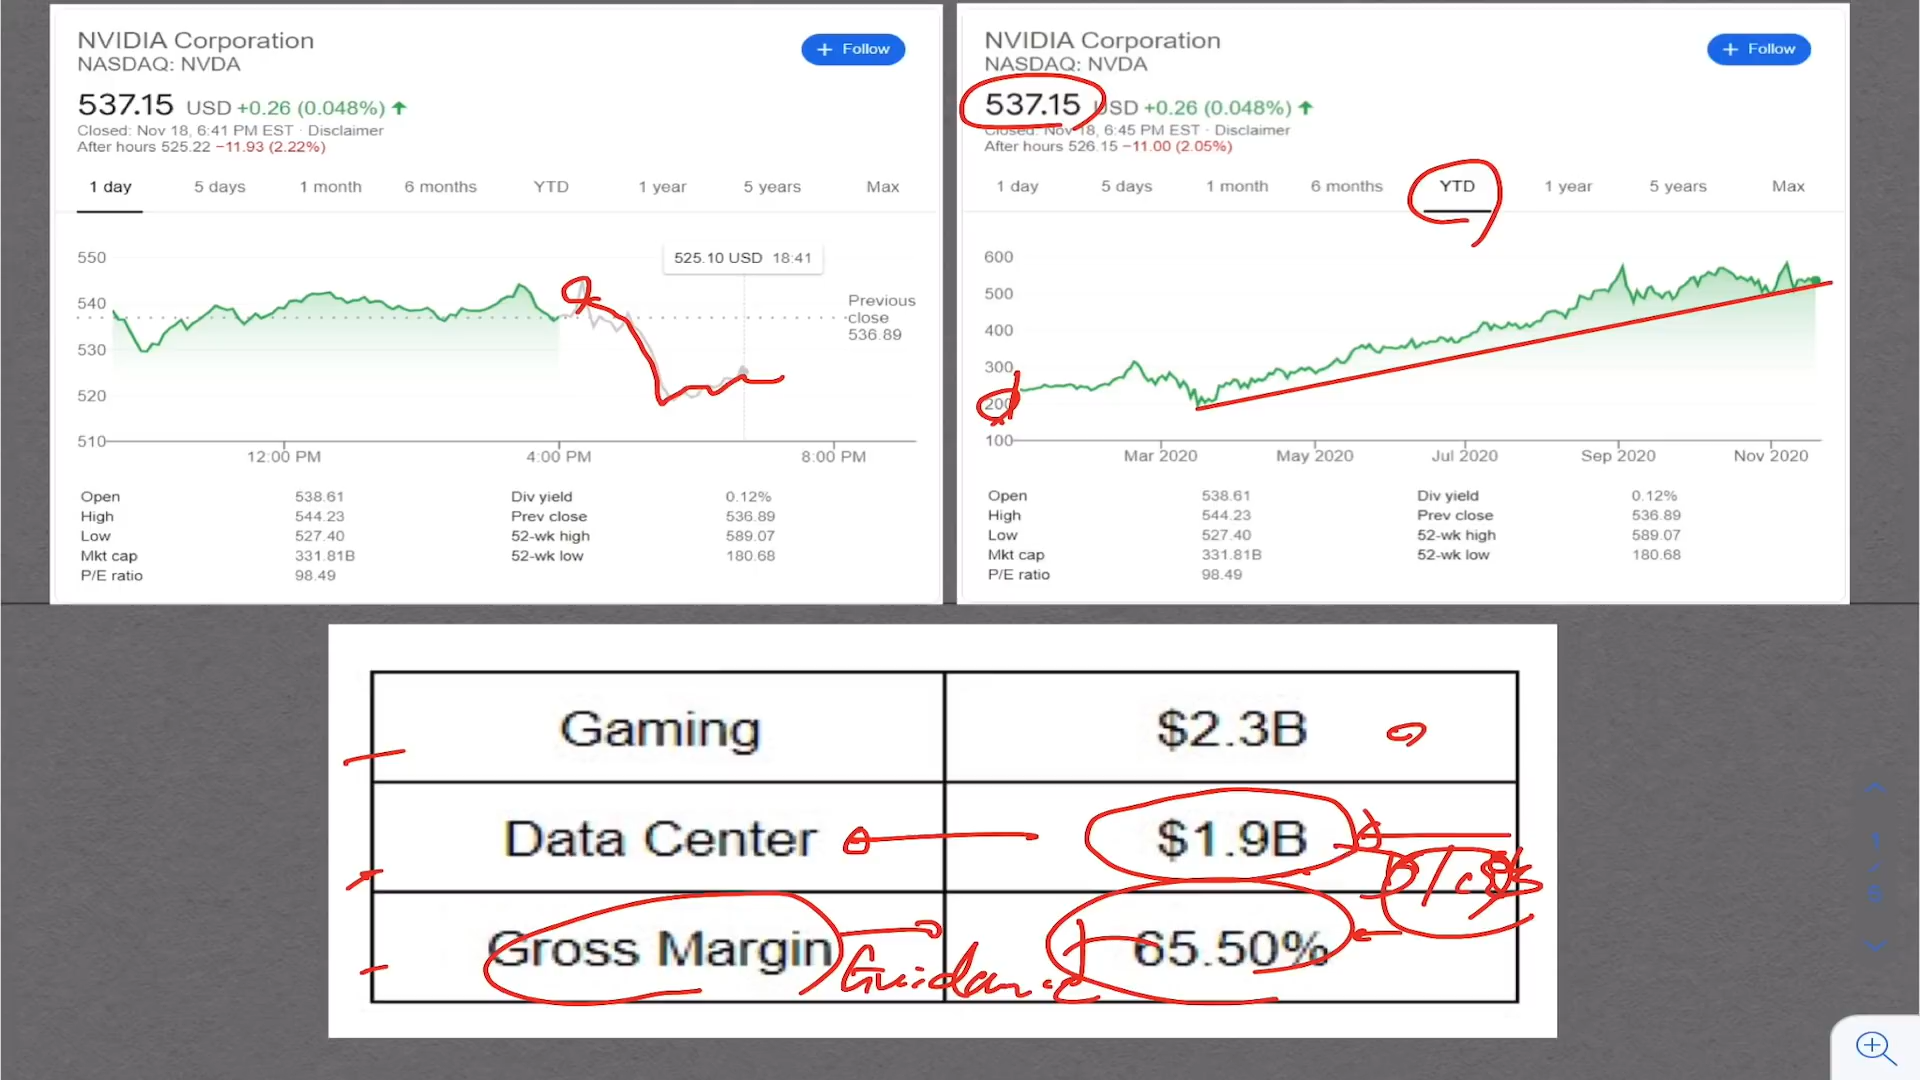 NVIDIA Corporation
NASDAQ: NVDA
+ Follow
537.15 USD +0.26 (0.048%)
Closed: Nov 18, 6:41 PM EST · Disclaimer
After hours 525.22 −11.93 (2.22%)
1 day 5 days 1 month 6 months YTD 1 year 5 years Max
550
540
530
520
510
525.10 USD 18:41
Previous
close
536.89
12:00 PM 4:00 PM 8:00 PM
Open 538.61 Div yield 0.12%
High 544.23 Prev close 536.89
Low 527.40 52-wk high 589.07
Mkt cap 331.81B 52-wk low 180.68
P/E ratio 98.49
NVIDIA Corporation
NASDAQ: NVDA
+ Follow
537.15 USD +0.26 (0.048%)
Closed: Nov 18, 6:45 PM EST · Disclaimer
After hours 526.15 −11.00 (2.05%)
1 day 5 days 1 month 6 months YTD 1 year 5 years Max
600
500
400
300
200
100
Mar 2020 May 2020 Jul 2020 Sep 2020 Nov 2020
Open 538.61 Div yield 0.12%
High 544.23 Prev close 536.89
Low 527.40 52-wk high 589.07
Mkt cap 331.81B 52-wk low 180.68
P/E ratio 98.49
Gaming $2.3B
Data Center $1.9B
Gross Margin 65.50%
Guidance